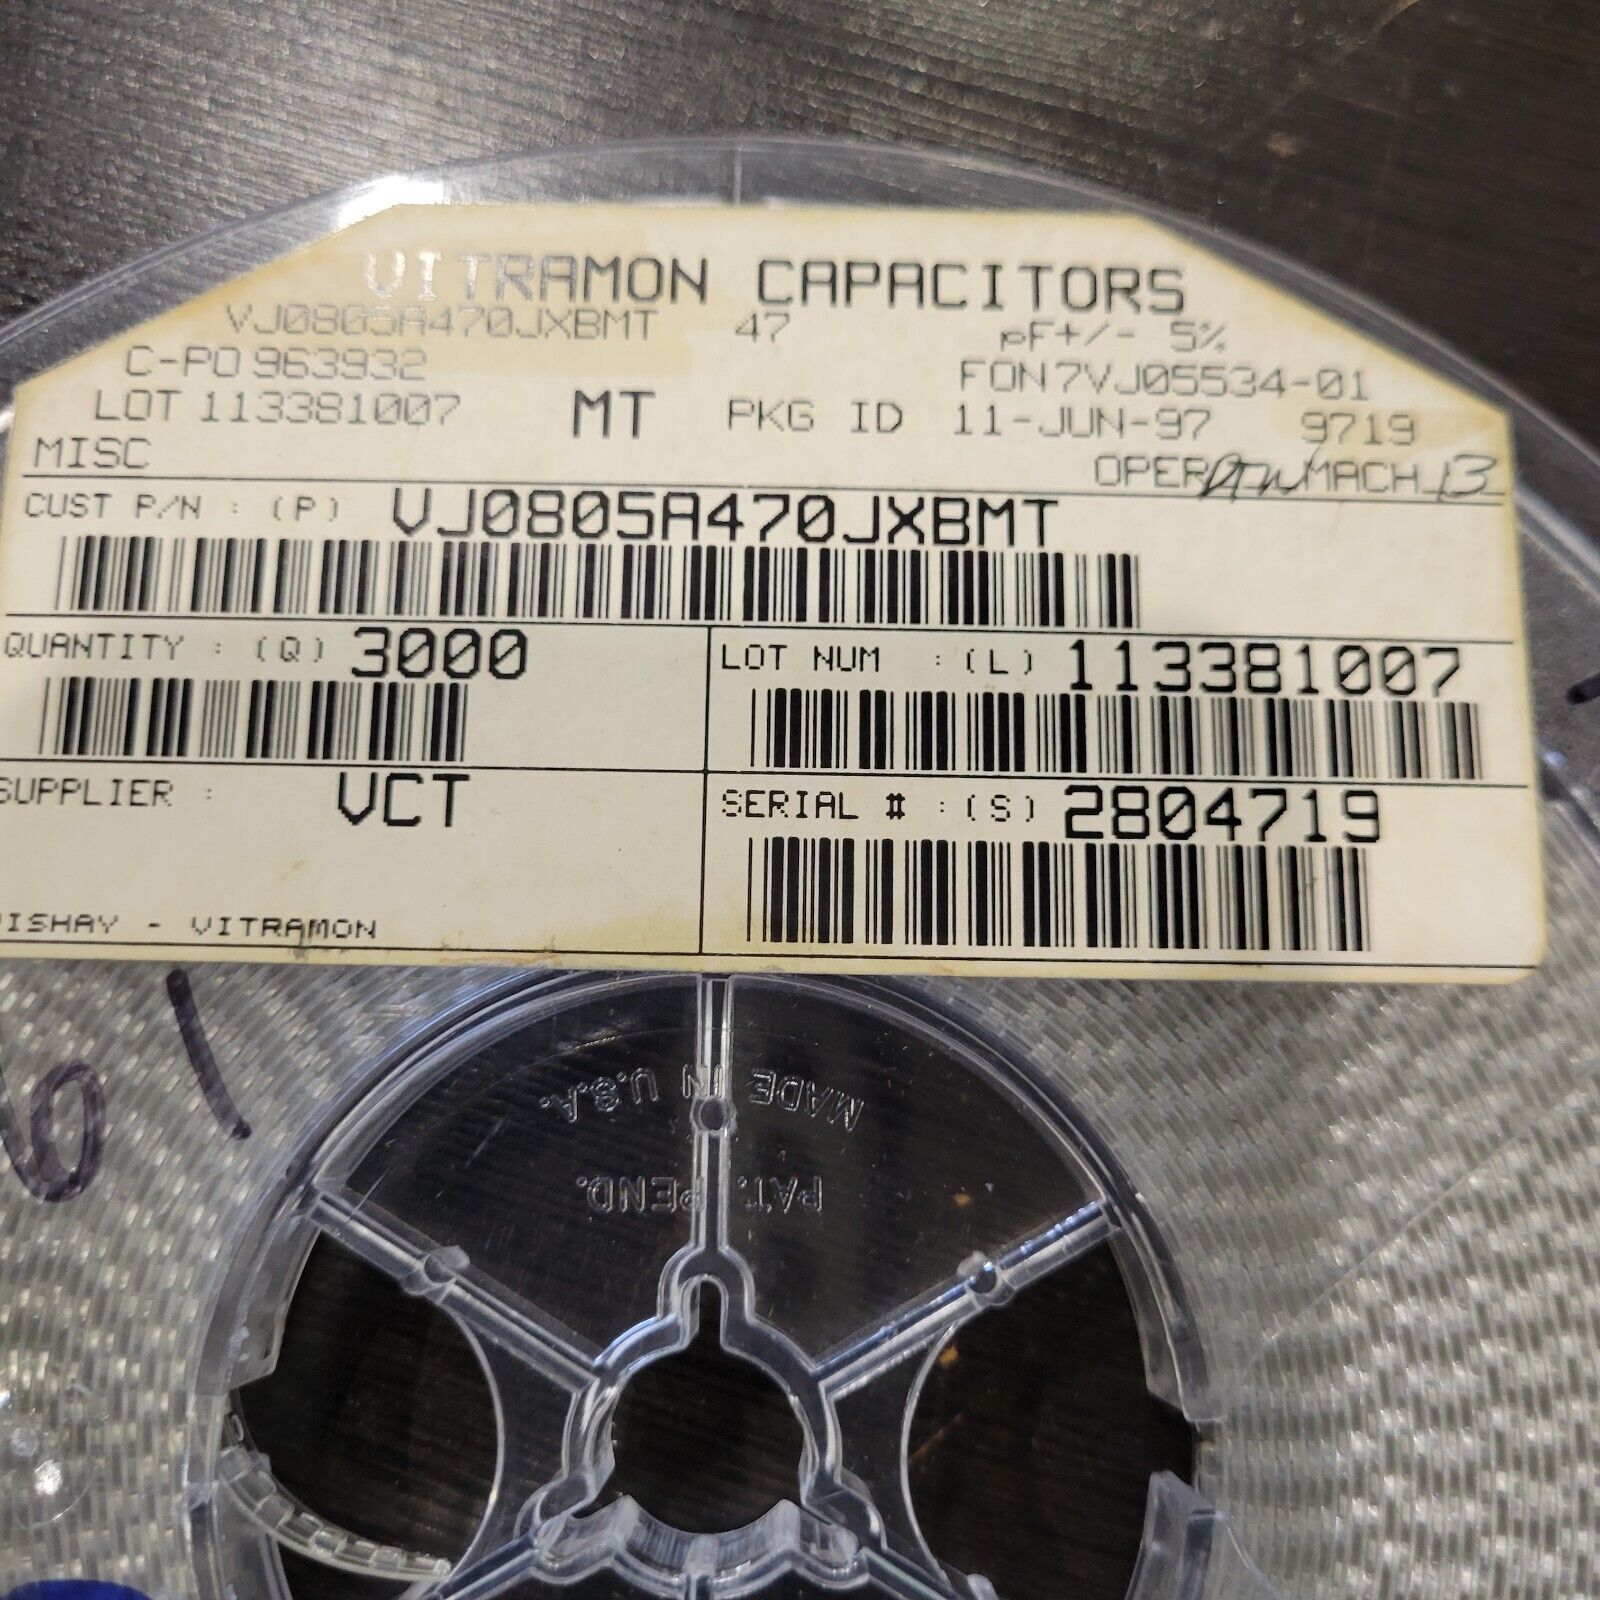 VITRAMON CAPACITORS
VJ0805A470JXBMT 47 pF+/- 5%
C-PO 963932 FON7VJ05534-01
LOT 113381007 MT PKG ID 11-JUN-97 9719
MISC OPER MACH 13
CUST P/N : (P) VJ0805A470JXBMT
QUANTITY : (Q) 3000
LOT NUM : (L) 113381007
SUPPLIER : VCT
SERIAL # : (S) 2804719
VISHAY - VITRAMON
MADE IN U.S.A.
PAT. PEND.